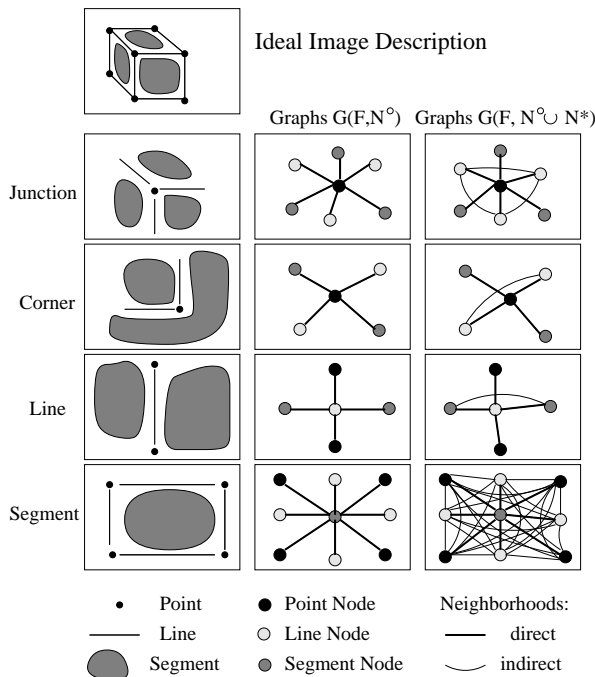 Ideal Image Description
Graphs G(F,N°) Graphs G(F, N°∪ N*)
Junction
Corner
Line
Segment
Point Point Node Neighborhoods:
Line Line Node direct
Segment Segment Node indirect